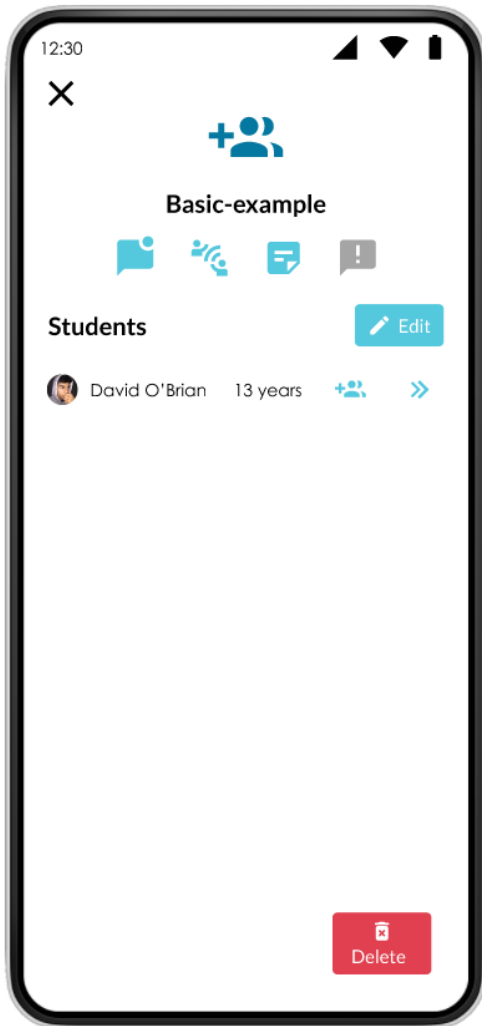 12:30
Basic-example
Students
Edit
David O'Brian 13 years
Delete